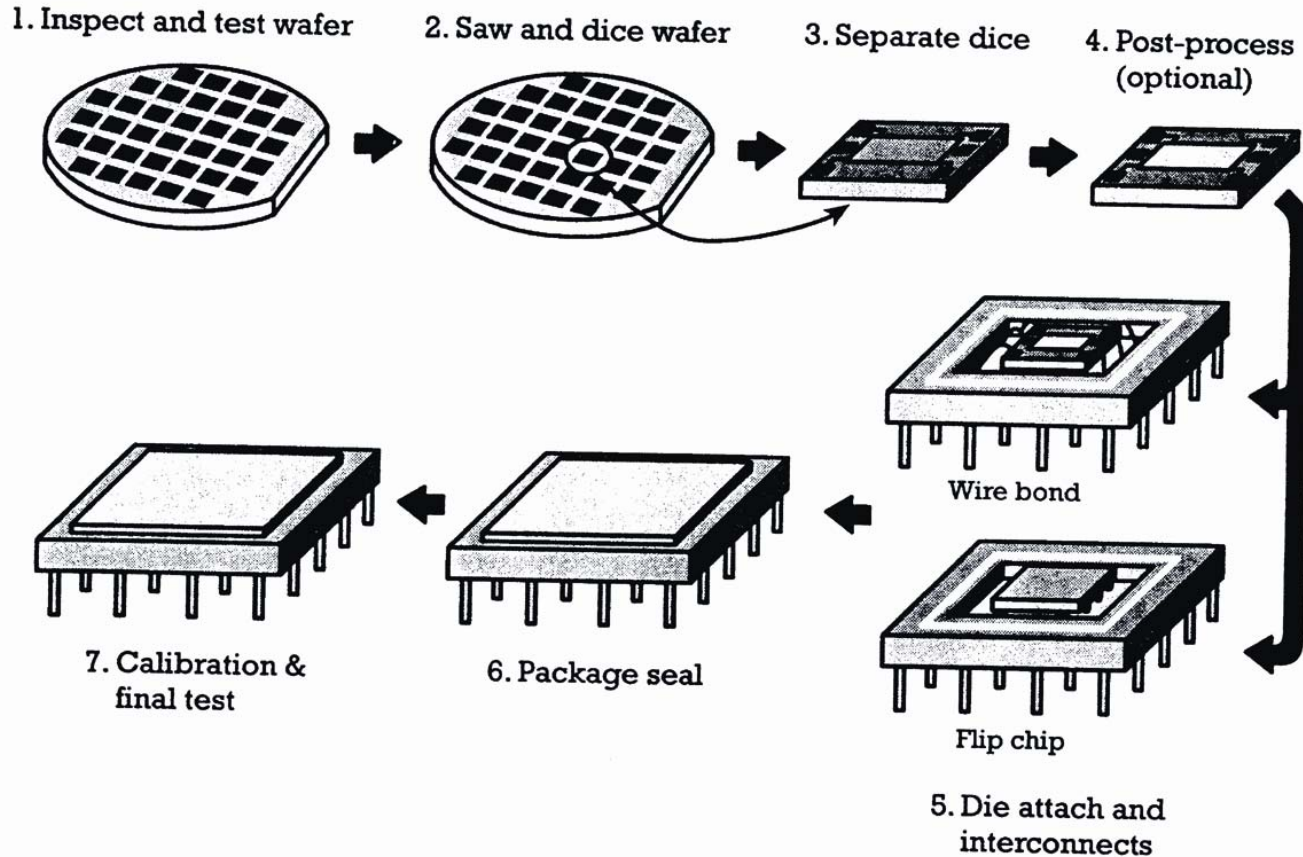 1. Inspect and test wafer
2. Saw and dice wafer
3. Separate dice
4. Post-process
(optional)
Wire bond
Flip chip
5. Die attach and
interconnects
6. Package seal
7. Calibration &
final test